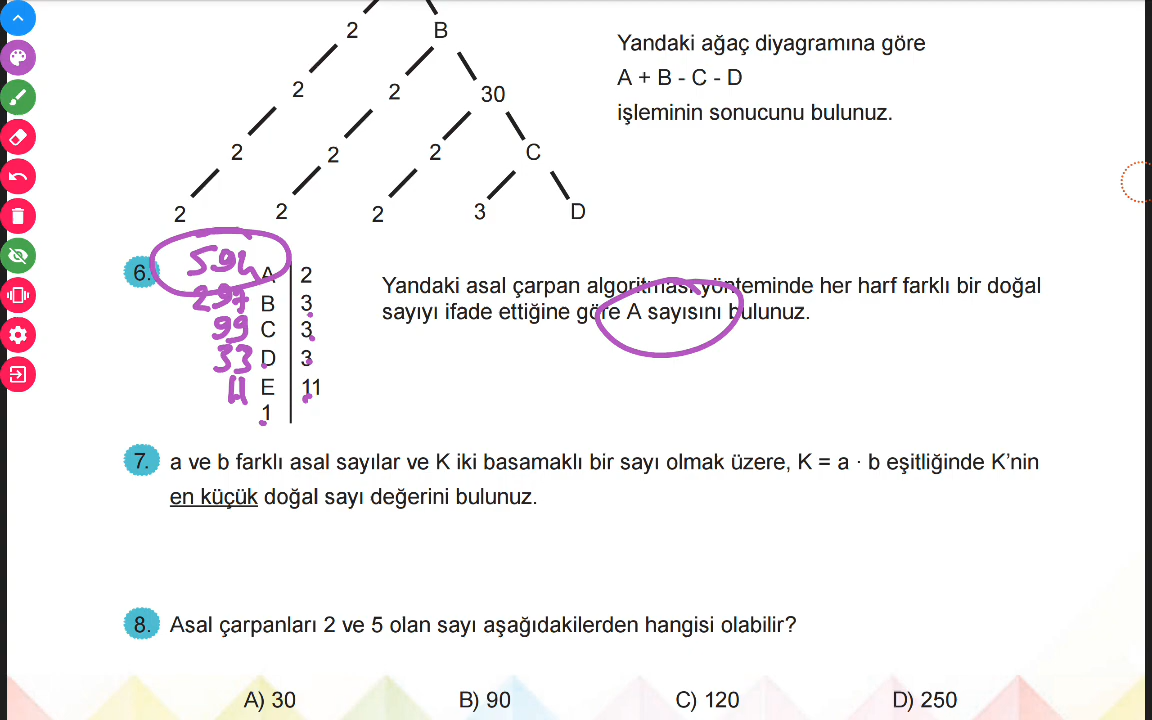 2 B
2 2 30
2 2 2 C
2 2 2 3 D
Yandaki ağaç diyagramına göre
A + B - C - D
işleminin sonucunu bulunuz.
6. 594 A 2
297 B 3
99 C 3
33 D 3
11 E 11
1
Yandaki asal çarpan algoritması yönteminde her harf farklı bir doğal
sayıyı ifade ettiğine göre A sayısını bulunuz.
7. a ve b farklı asal sayılar ve K iki basamaklı bir sayı olmak üzere, K = a · b eşitliğinde K’nin
en küçük doğal sayı değerini bulunuz.
8. Asal çarpanları 2 ve 5 olan sayı aşağıdakilerden hangisi olabilir?
A) 30 B) 90 C) 120 D) 250